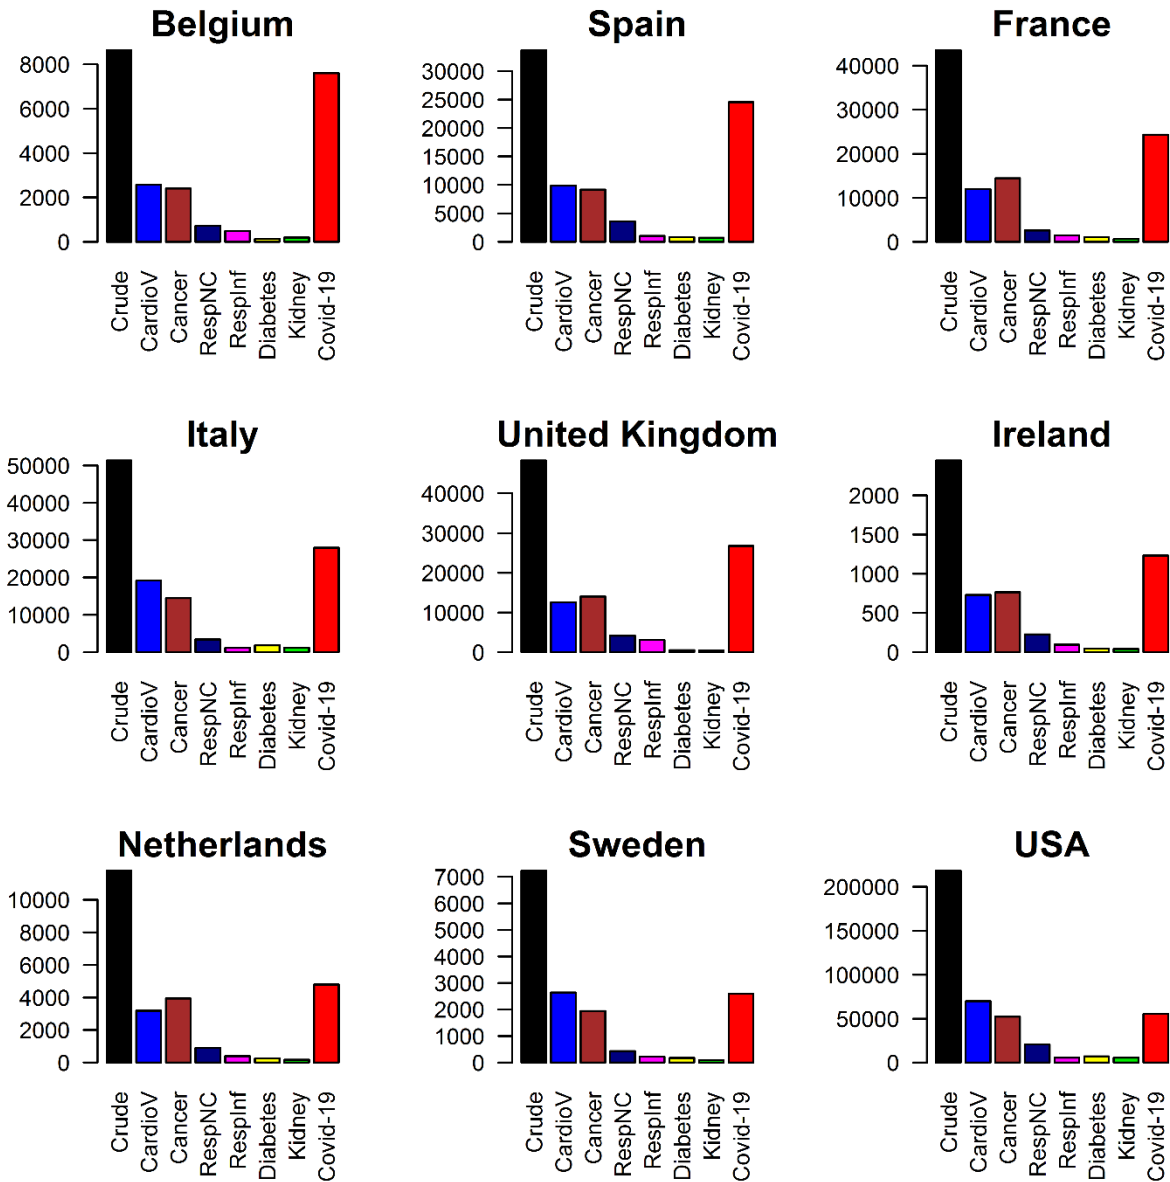 Belgium
8000
6000
4000
2000
0
Crude
CardioV
Cancer
RespNC
RespInf
Diabetes
Kidney
Covid-19
Spain
30000
25000
20000
15000
10000
5000
0
Crude
CardioV
Cancer
RespNC
RespInf
Diabetes
Kidney
Covid-19
France
40000
30000
20000
10000
0
Crude
CardioV
Cancer
RespNC
RespInf
Diabetes
Kidney
Covid-19
Italy
50000
40000
30000
20000
10000
0
Crude
CardioV
Cancer
RespNC
RespInf
Diabetes
Kidney
Covid-19
United Kingdom
40000
30000
20000
10000
0
Crude
CardioV
Cancer
RespNC
RespInf
Diabetes
Kidney
Covid-19
Ireland
2000
1500
1000
500
0
Crude
CardioV
Cancer
RespNC
RespInf
Diabetes
Kidney
Covid-19
Netherlands
10000
8000
6000
4000
2000
0
Crude
CardioV
Cancer
RespNC
RespInf
Diabetes
Kidney
Covid-19
Sweden
7000
6000
5000
4000
3000
2000
1000
0
Crude
CardioV
Cancer
RespNC
RespInf
Diabetes
Kidney
Covid-19
USA
200000
150000
100000
50000
0
Crude
CardioV
Cancer
RespNC
RespInf
Diabetes
Kidney
Covid-19